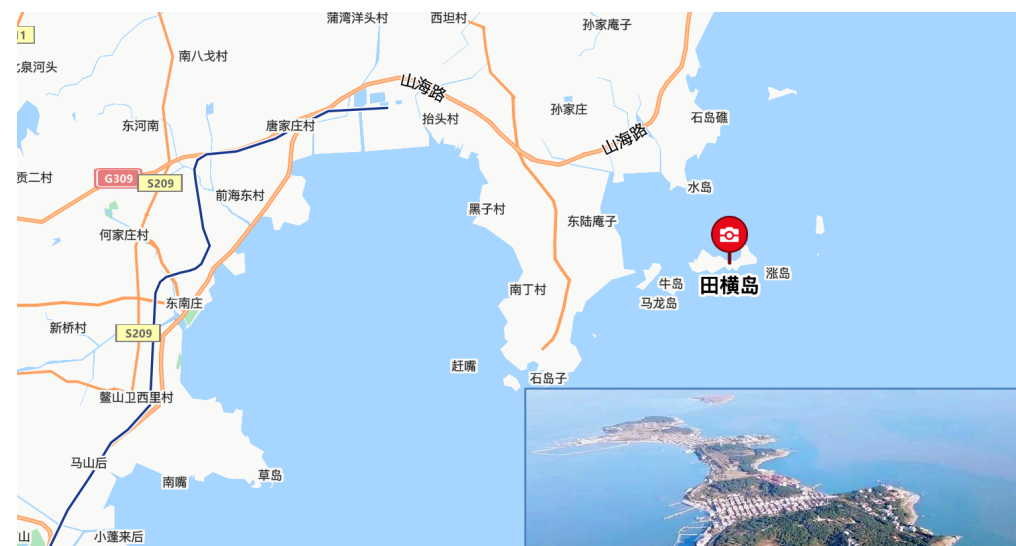 蒲湾洋头村
西坦村
孙家庵子
11
南八戈村
北泉河头
山海路
孙家庄
石岛礁
抬头村
东河南
唐家庄村
山海路
贡二村
G309
S209
水岛
前海东村
黑子村
东陆庵子
何家庄村
涨岛
牛岛
田横岛
南丁村
马龙岛
东南庄
新桥村
S209
赶嘴
石岛子
鳌山卫西里村
马山后
草岛
南嘴
山
小蓬来后